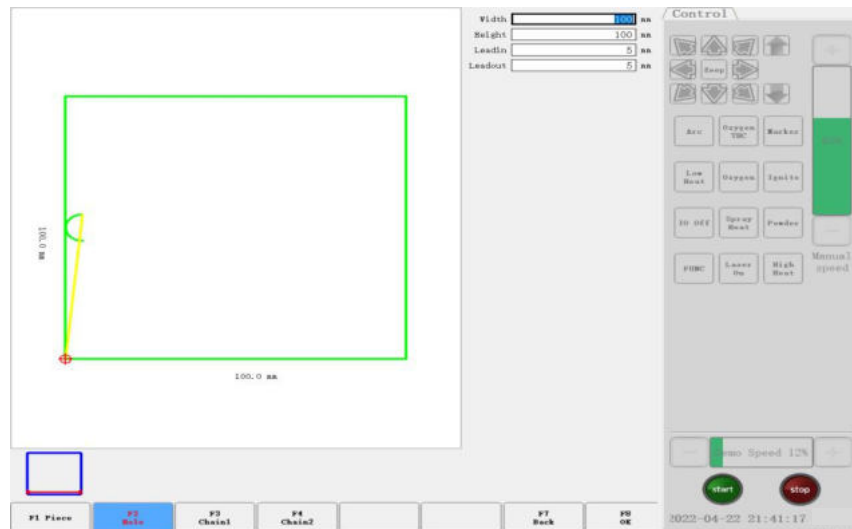 Width 100 mm
Height 100 mm
Leadin 5 mm
Leadout 5 mm
Control
100.0 mm
100.0 mm
Arc
Oxygen
THC
Marker
Low
Heat
Oxygen
Ignite
IO Off
Spray
Heat
Powder
FUNC
Laser
On
High
Heat
+
−
Manual
speed
− Demo Speed 12% +
start
stop
F1 Piece
F2
Hole
F3
Chain1
F4
Chain2
F7
Back
F8
OK
2022-04-22 21:41:17